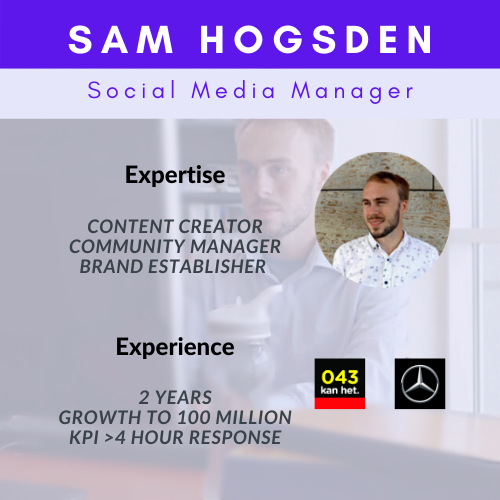 SAM HOGSDEN
Social Media Manager
Expertise
CONTENT CREATOR
COMMUNITY MANAGER
BRAND ESTABLISHER
Experience
2 YEARS
GROWTH TO 100 MILLION
KPI >4 HOUR RESPONSE
043
kan het.